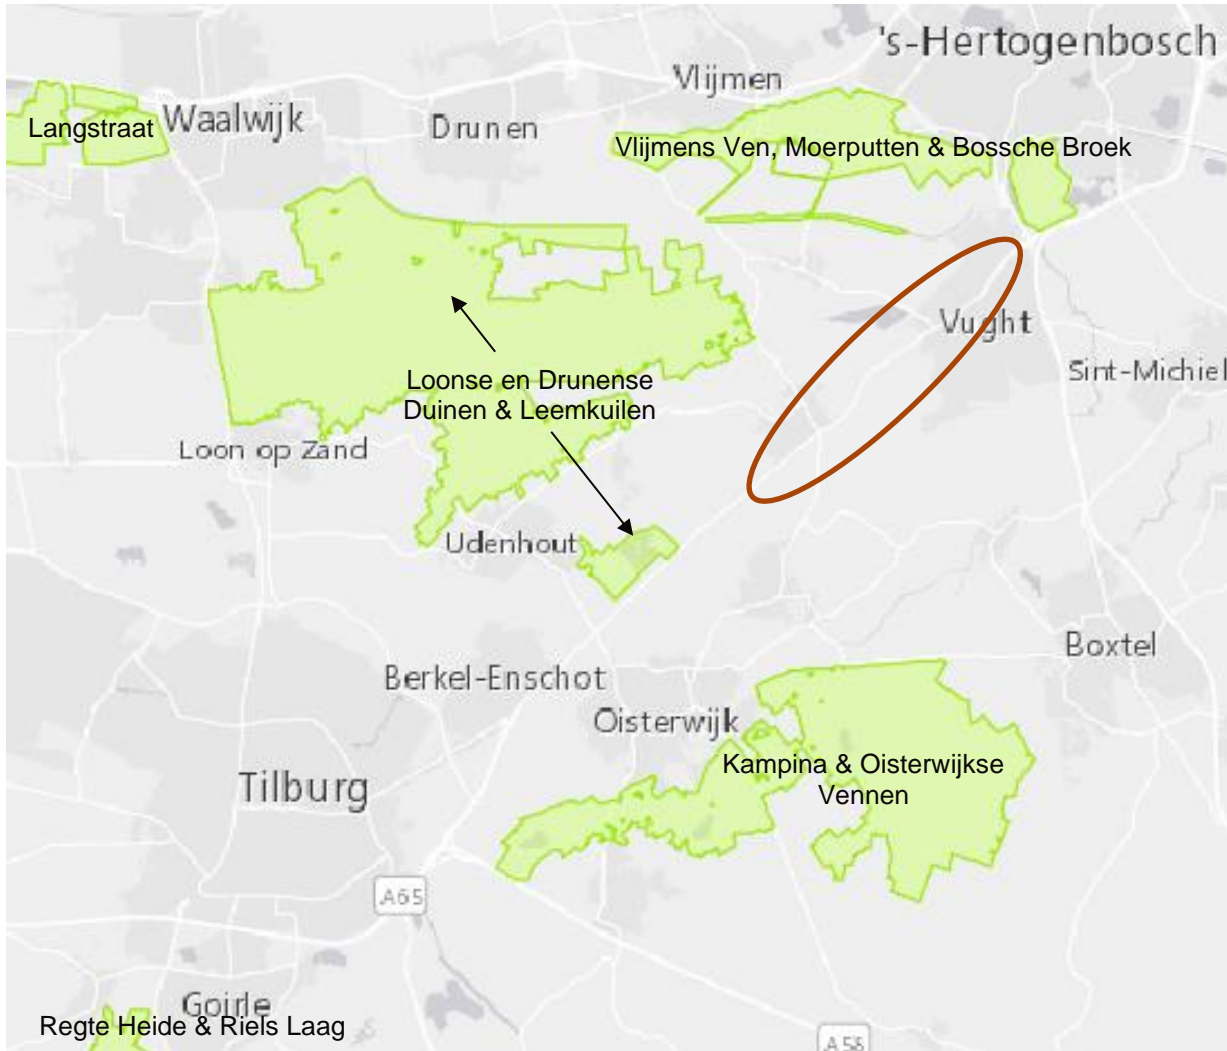 's-Hertogenbosch
Vlijmen
Langstraat
Waalwijk
Drunen
Vlijmens Ven, Moerputten & Bossche Broek
Vught
Sint-Michiel
Loonse en Drunense
Duinen & Leemkuilen
Loon op Zand
Udenhout
Boxtel
Berkel-Enschot
Oisterwijk
Kampina & Oisterwijkse
Vennen
Tilburg
A65
Goirle
Regte Heide & Riels Laag
A58